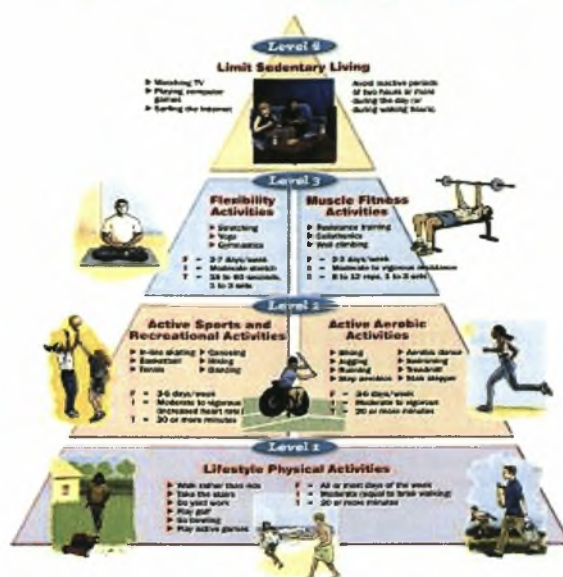 Level 4
Limit Sedentary Living
▶ Watching TV
▶ Playing computer
games
▶ Surfing the Internet
Avoid inactive periods
of two hours or more
during the day (or
during waking hours)
Level 3
Flexibility
Activities
▶ Stretching
▶ Yoga
▶ Gymnastics
F = 3-7 days/week
I = Moderate stretch
T = 15 to 60 seconds,
1 to 3 sets
Muscle Fitness
Activities
▶ Resistance training
▶ Calisthenics
▶ Wall climbing
= 2-3 days/week
= Moderate to vigorous resistance
= 8 to 12 reps, 1 to 3 sets
Level 2
Active Sports and
Recreational Activities
▶ In-line skating ▶ Canoeing
▶ Basketball ▶ Hiking
▶ Tennis ▶ Dancing
F = 3-6 days/week
I = Moderate to vigorous
(increased heart rate)
T = 20 or more minutes
Active Aerobic
Activities
▶ Biking ▶ Aerobic dance
▶ Jogging ▶ Swimming
▶ Running ▶ Treadmill
▶ Step aerobics ▶ Stair stepper
F = 3-6 days/week
I = Moderate to vigorous
T = 20 or more minutes
Level 1
Lifestyle Physical Activities
▶ Walk rather than ride
▶ Take the stairs
▶ Do yard work
▶ Play golf
▶ Go bowling
▶ Play active games
F = All or most days of the week
I = Moderate (equal to brisk walking)
T = 30 or more minutes